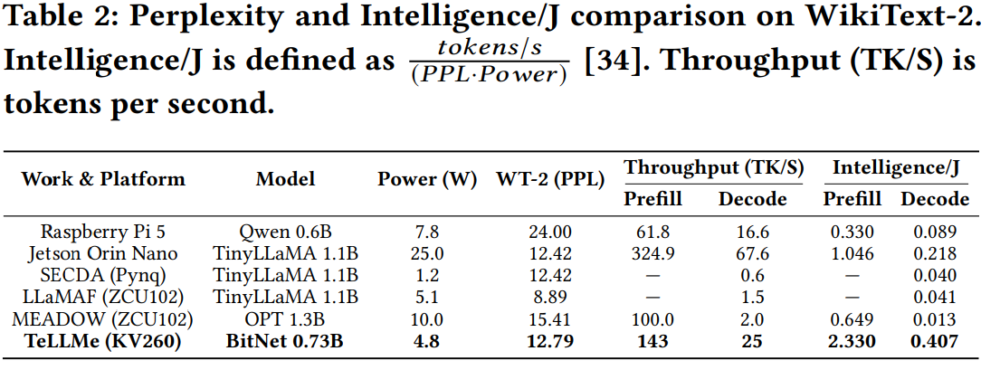 Table 2: Perplexity and Intelligence/J comparison on WikiText-2.
Intelligence/J is defined as tokens/s / (PPL·Power) [34]. Throughput (TK/S) is
tokens per second.
Work & Platform Model Power (W) WT-2 (PPL) Throughput (TK/S) Intelligence/J
Prefill Decode Prefill Decode
Raspberry Pi 5 Qwen 0.6B 7.8 24.00 61.8 16.6 0.330 0.089
Jetson Orin Nano TinyLLaMA 1.1B 25.0 12.42 324.9 67.6 1.046 0.218
SECDA (Pynq) TinyLLaMA 1.1B 1.2 12.42 — 0.6 — 0.040
LLaMAF (ZCU102) TinyLLaMA 1.1B 5.1 8.89 — 1.5 — 0.041
MEADOW (ZCU102) OPT 1.3B 10.0 15.41 100.0 2.0 0.649 0.013
TeLLMe (KV260) BitNet 0.73B 4.8 12.79 143 25 2.330 0.407